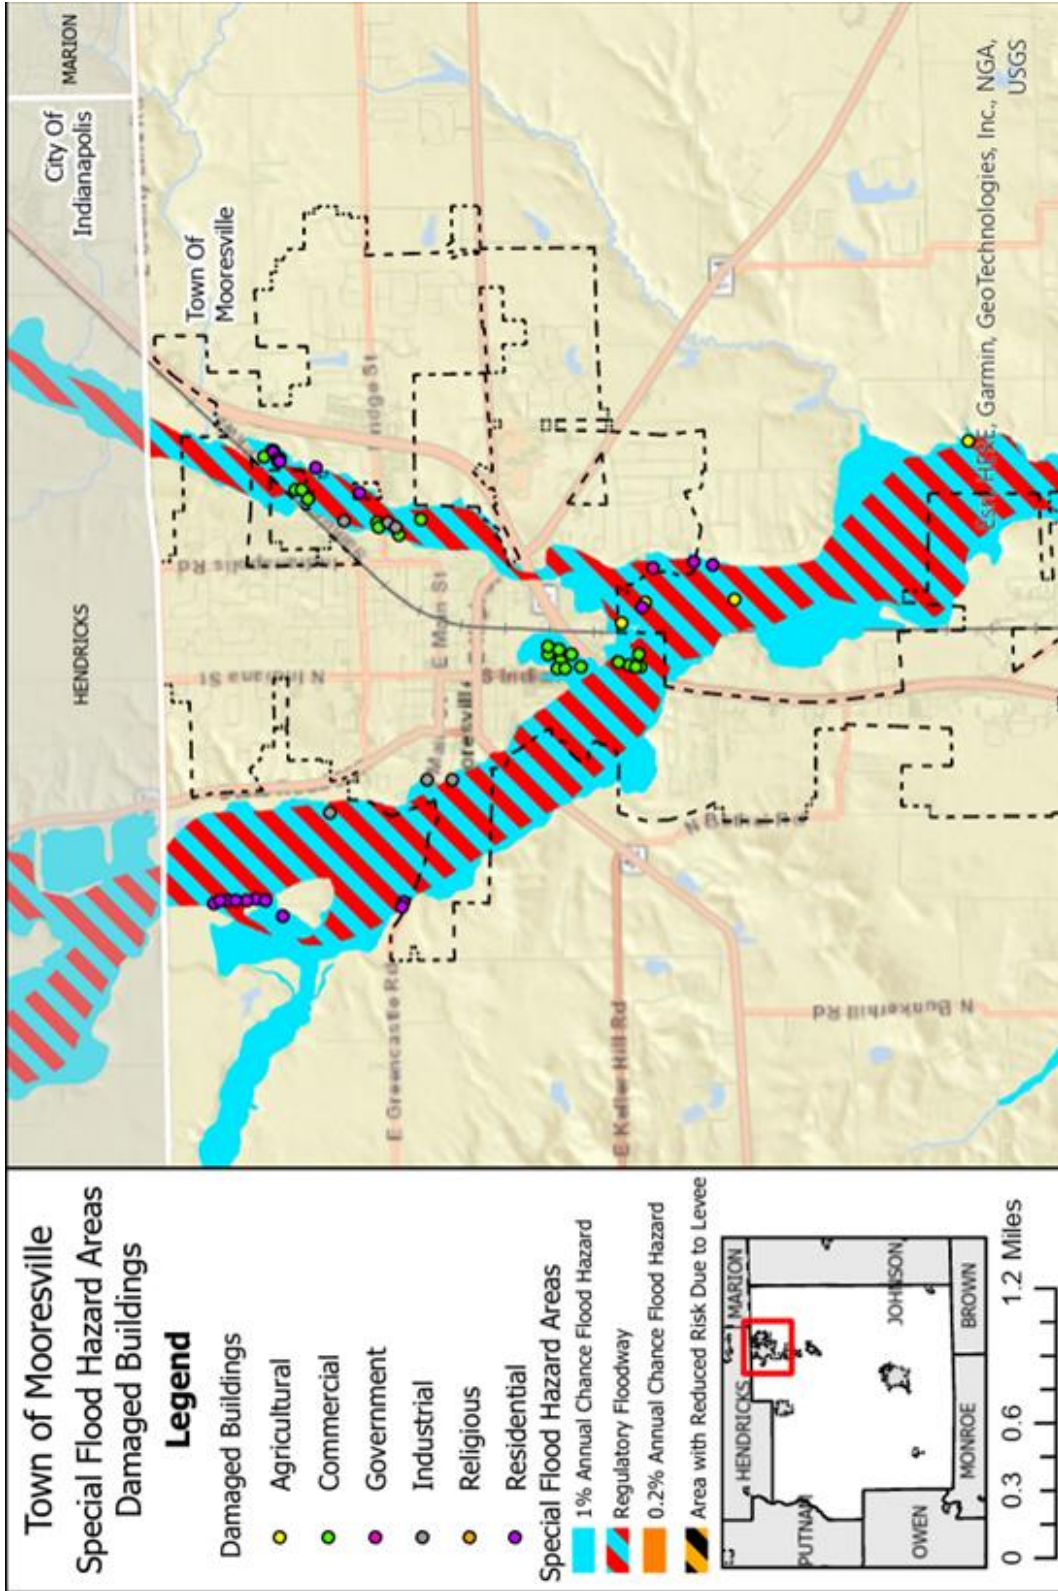 Town of Mooresville
Special Flood Hazard Areas
Damaged Buildings
Legend
Damaged Buildings
Agricultural
Commercial
Government
Industrial
Religious
Residential
Special Flood Hazard Areas
1% Annual Chance Flood Hazard
Regulatory Floodway
0.2% Annual Chance Flood Hazard
Area with Reduced Risk Due to Levee
HENDRICKS
MARION
PUTNAM
JOHNSON
OWEN
MONROE
BROWN
0 0.3 0.6 1.2 Miles
HENDRICKS
MARION
City Of
Indianapolis
Town Of
Mooresville
N Indiana St
E Main St
E Greencastle Rd
E Keller Hill Rd
N Bunkerhill Rd
Esri, HERE, Garmin, GeoTechnologies, Inc., NGA,
USGS